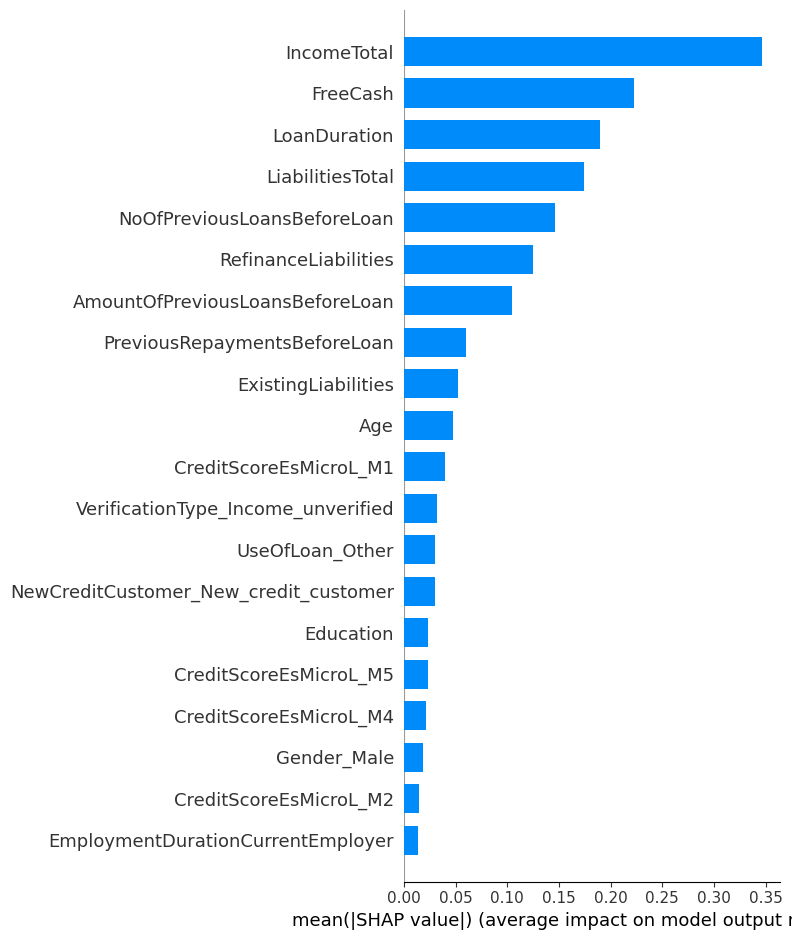 IncomeTotal
FreeCash
LoanDuration
LiabilitiesTotal
NoOfPreviousLoansBeforeLoan
RefinanceLiabilities
AmountOfPreviousLoansBeforeLoan
PreviousRepaymentsBeforeLoan
ExistingLiabilities
Age
CreditScoreEsMicroL_M1
VerificationType_Income_unverified
UseOfLoan_Other
NewCreditCustomer_New_credit_customer
Education
CreditScoreEsMicroL_M5
CreditScoreEsMicroL_M4
Gender_Male
CreditScoreEsMicroL_M2
EmploymentDurationCurrentEmployer
0.00 0.05 0.10 0.15 0.20 0.25 0.30 0.35
mean(|SHAP value|) (average impact on model output